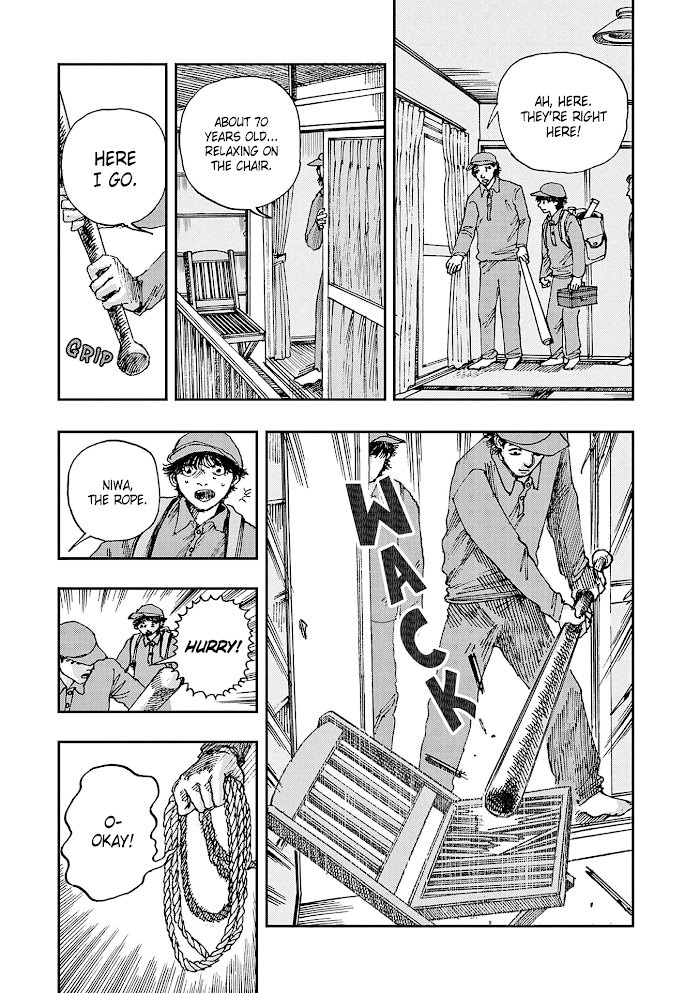 AH, HERE.
THEY'RE RIGHT
HERE!
ABOUT 70
YEARS OLD...
RELAXING ON
THE CHAIR.
HERE
I GO.
GRIP
WACK
NIWA,
THE ROPE.
HURRY!
O-
OKAY!